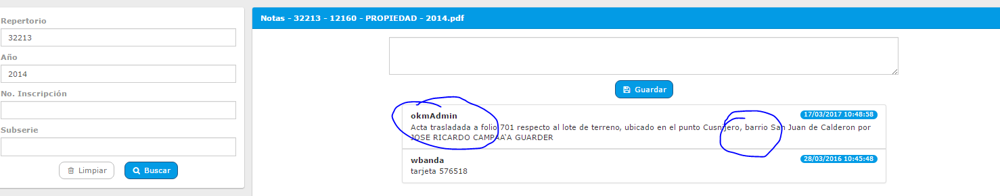 Repertorio
32213
Año
2014
No. Inscripción
Subserie
Limpiar
Buscar
Notas - 32213 - 12160 - PROPIEDAD - 2014.pdf
Guardar
okmAdmin
17/03/2017 10:48:58
Acta trasladada a folio 701 respecto al lote de terreno, ubicado en el punto Cusnijero, barrio San Juan de Calderon por
JOSE RICARDO CAMPAA`A GUARDER
wbanda
28/03/2016 10:45:48
tarjeta 576518